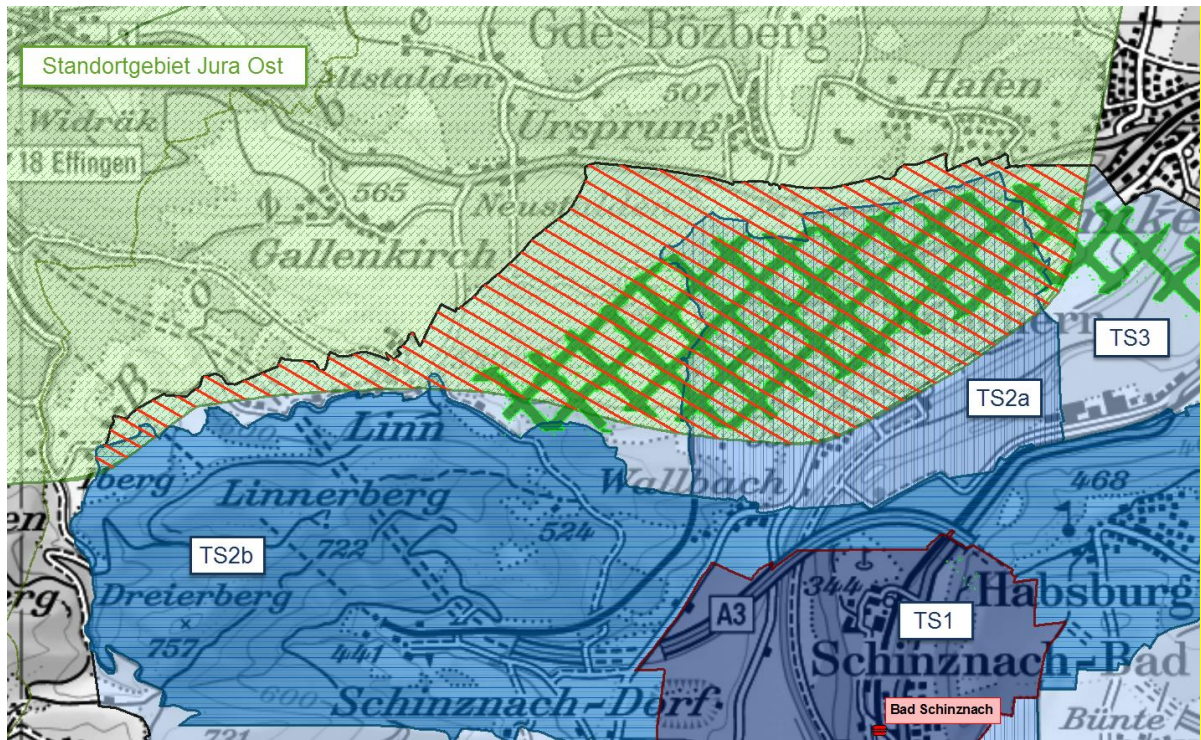 Gde. Bözberg
Standortgebiet Jura Ost
Altstalden
507
Hafen
Widräk
Ursprung
18 Effingen
565
Gallenkirch
TS3
TS2a
Linn
Wallbach
468
Linnerberg
524
TS2b
722
Dreierberg
344
Habsburg
A3
TS1
757
441
Schinznach-Bad
600
Schinznach-Dorf
Bad Schinznach
Bünte
721